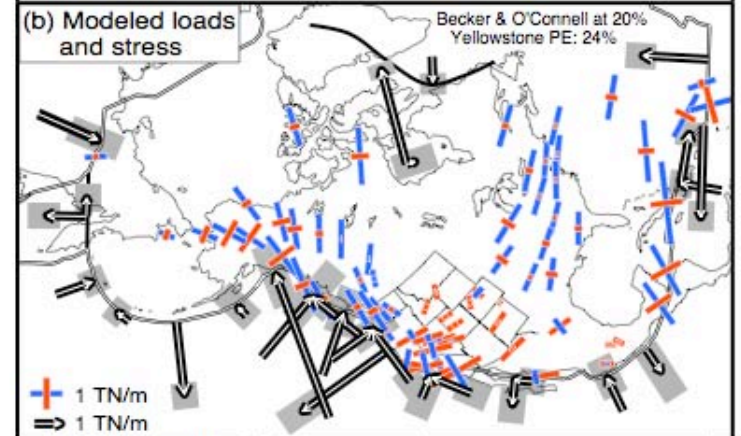 (b) Modeled loads
and stress
Becker & O'Connell at 20%
Yellowstone PE: 24%
1 TN/m
1 TN/m